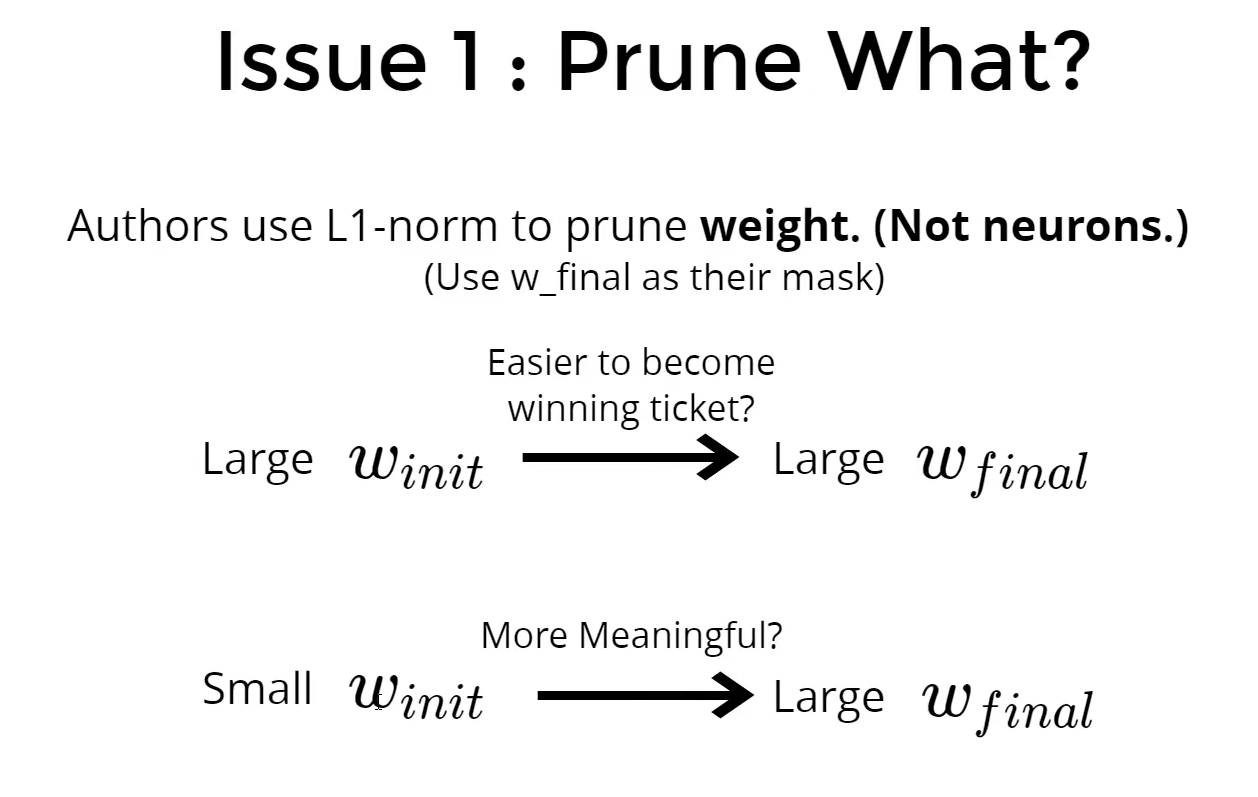 Issue 1 : Prune What?
Authors use L1-norm to prune weight. (Not neurons.)
(Use w_final as their mask)
Easier to become
winning ticket?
Large w_{init} → Large w_{final}
More Meaningful?
Small w_{init} → Large w_{final}